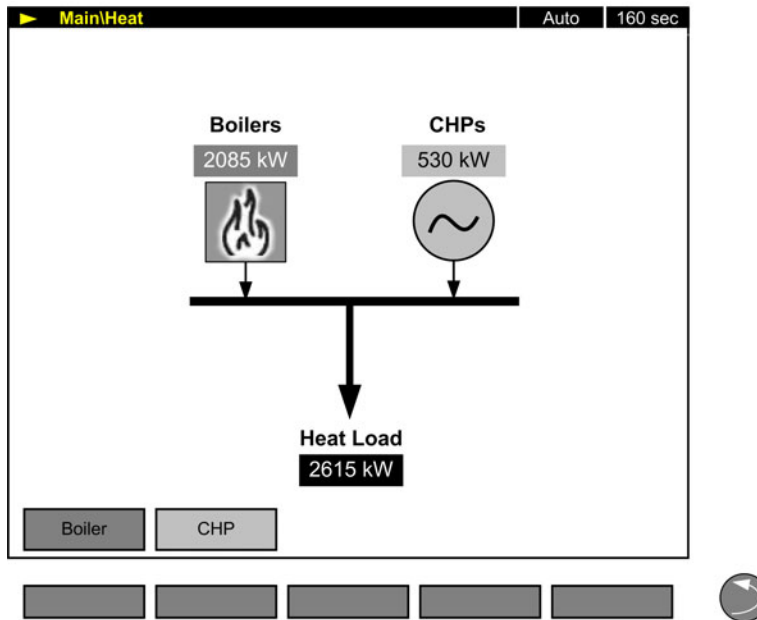 Main\Heat Auto 160 sec
Boilers CHPs
2085 kW 530 kW
Heat Load
2615 kW
Boiler CHP